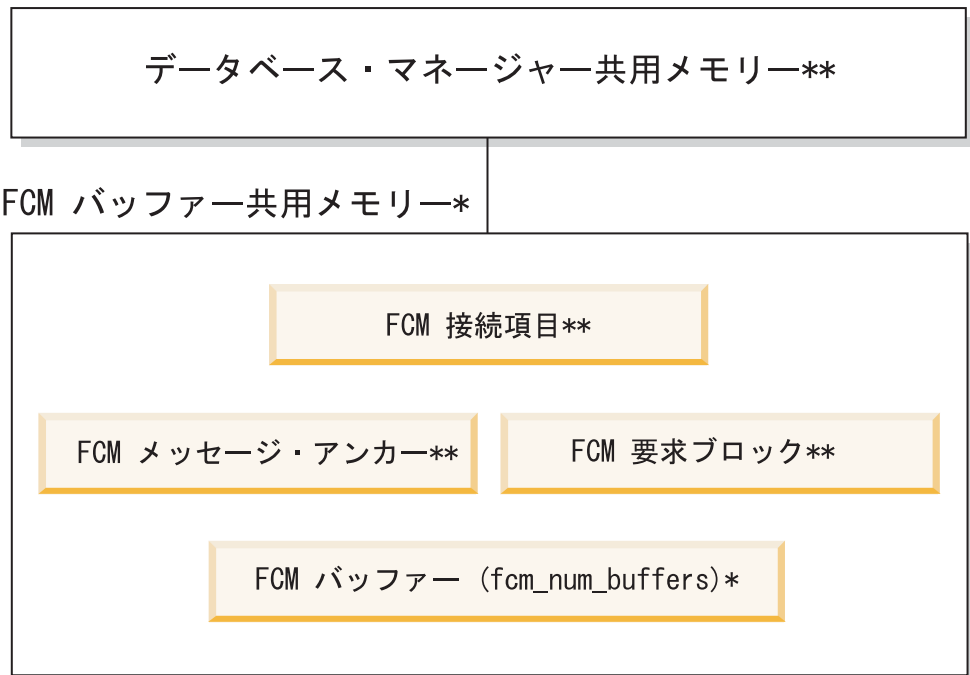 データベース・マネージャー共用メモリー**
FCM バッファー共用メモリー*
FCM 接続項目**
FCM メッセージ・アンカー**
FCM 要求ブロック**
FCM バッファー (fcm_num_buffers)*